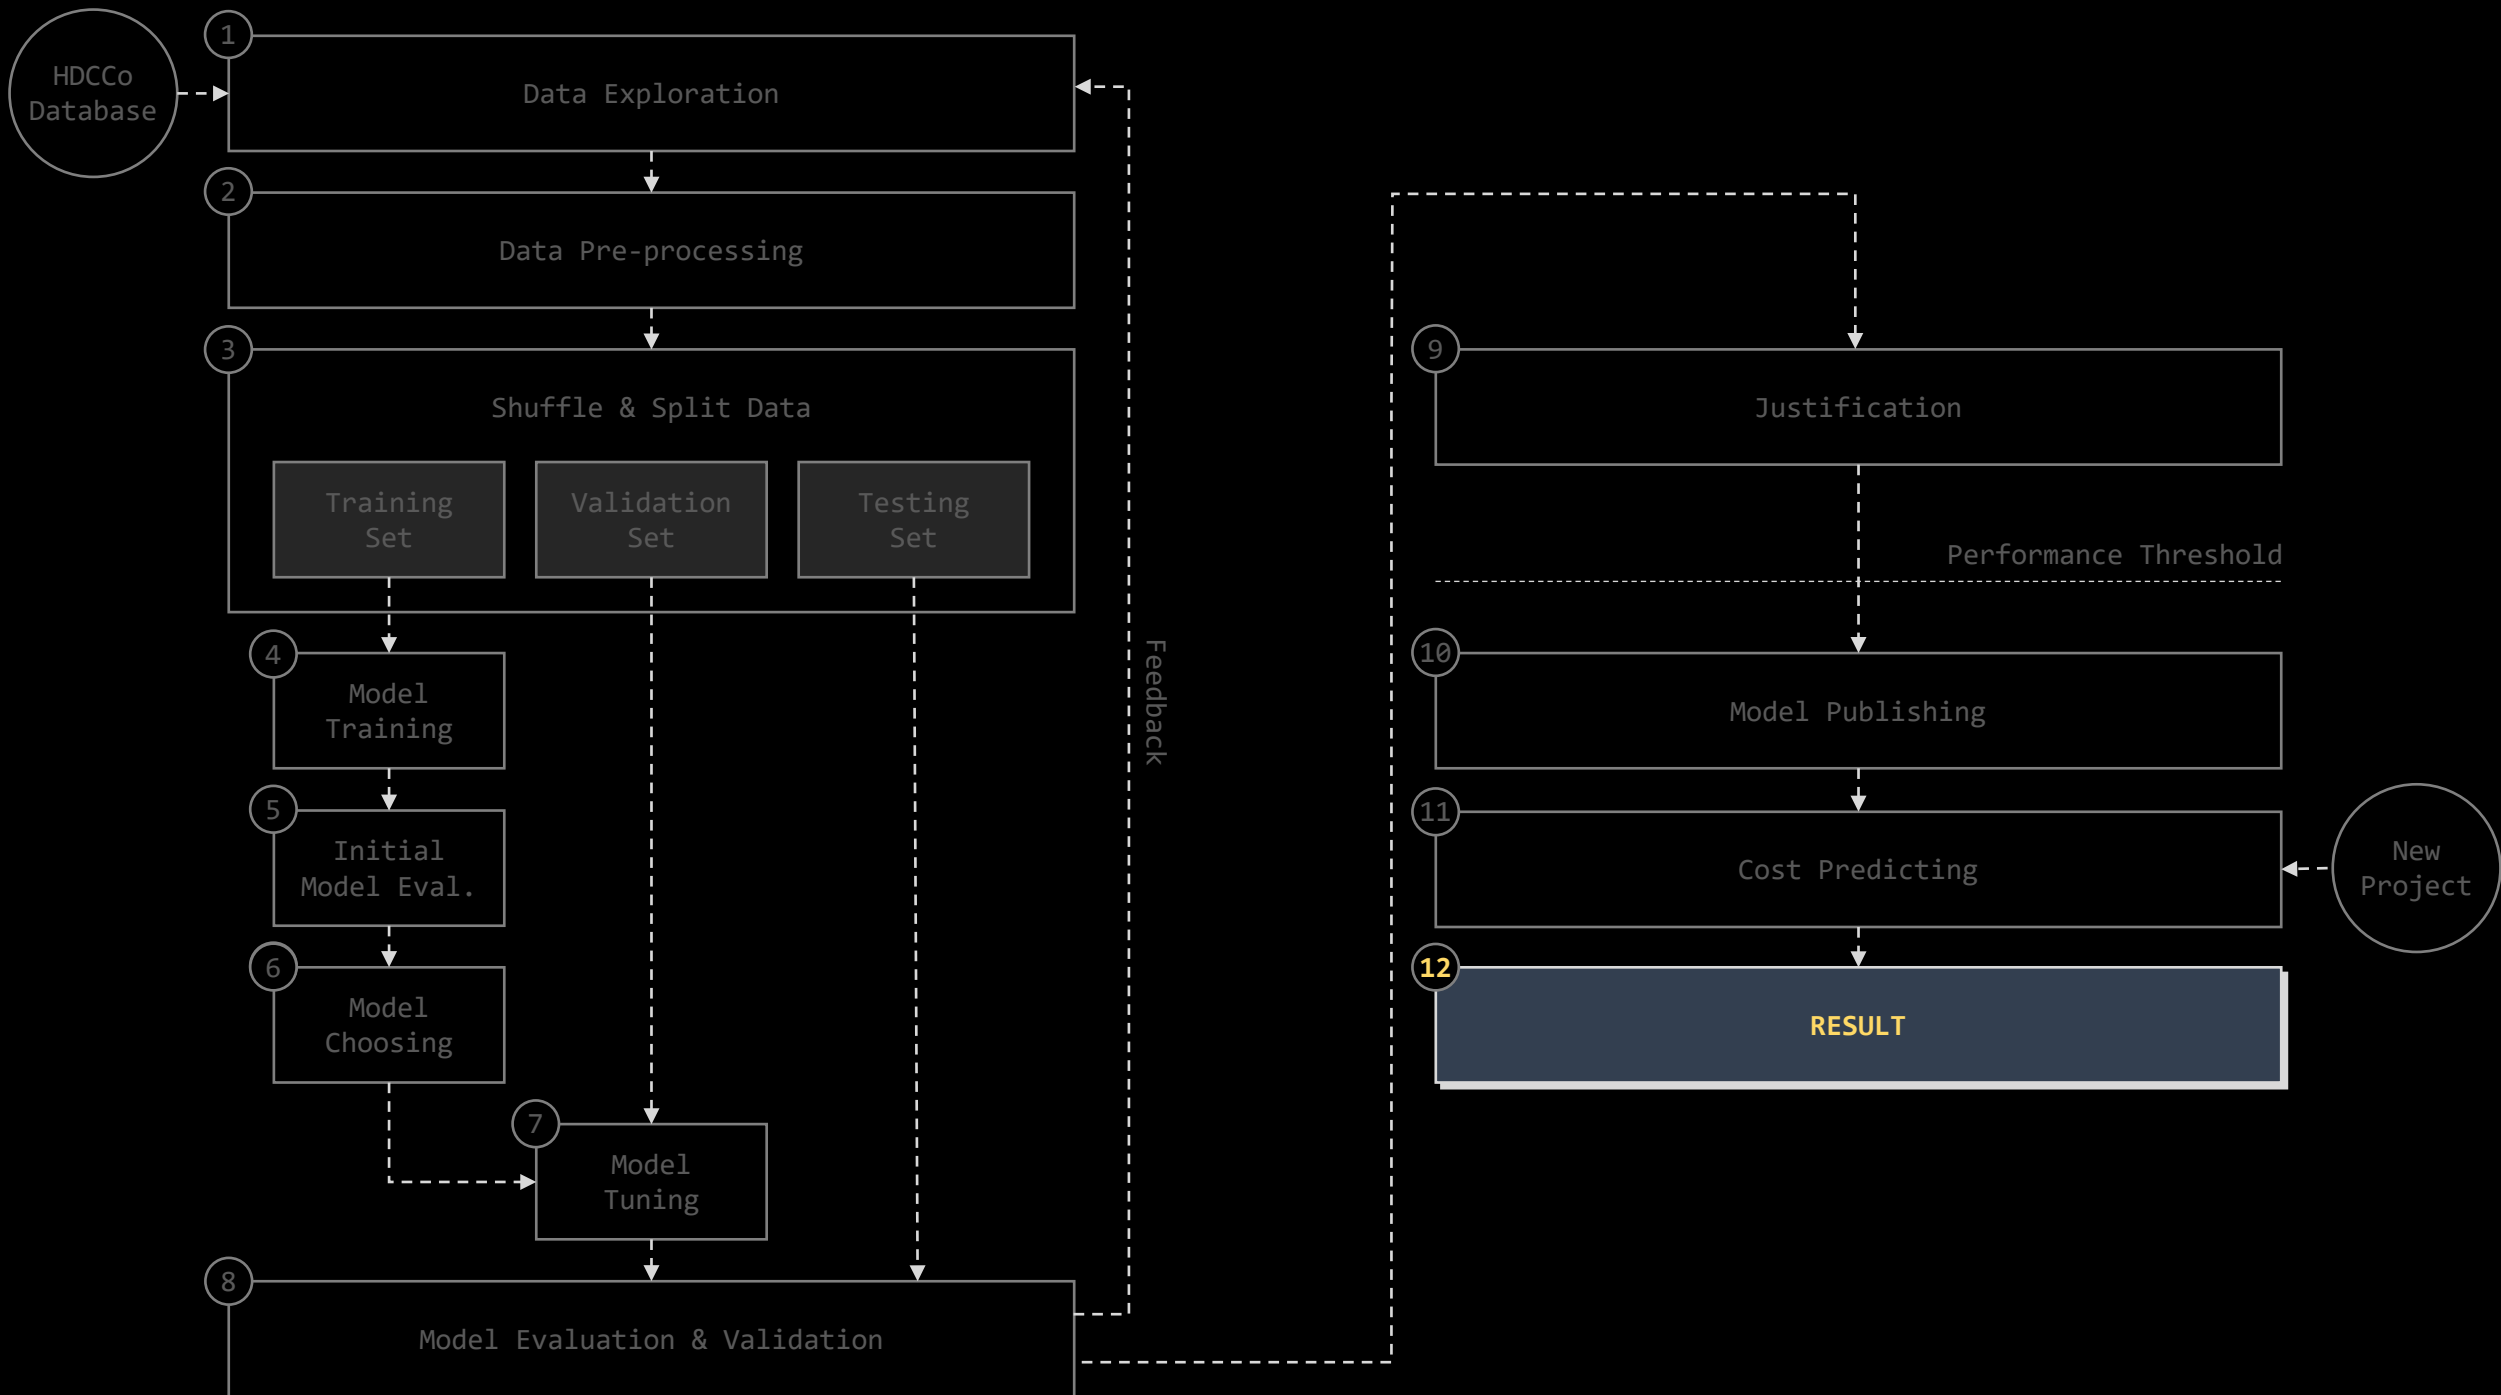 HDCCo
Database
1
Data Exploration
2
Data Pre-processing
3
Shuffle & Split Data
Training
Set
Validation
Set
Testing
Set
4
Model
Training
5
Initial
Model Eval.
6
Model
Choosing
7
Model
Tuning
8
Model Evaluation & Validation
Feedback
9
Justification
Performance Threshold
10
Model Publishing
11
Cost Predicting
New
Project
12
RESULT